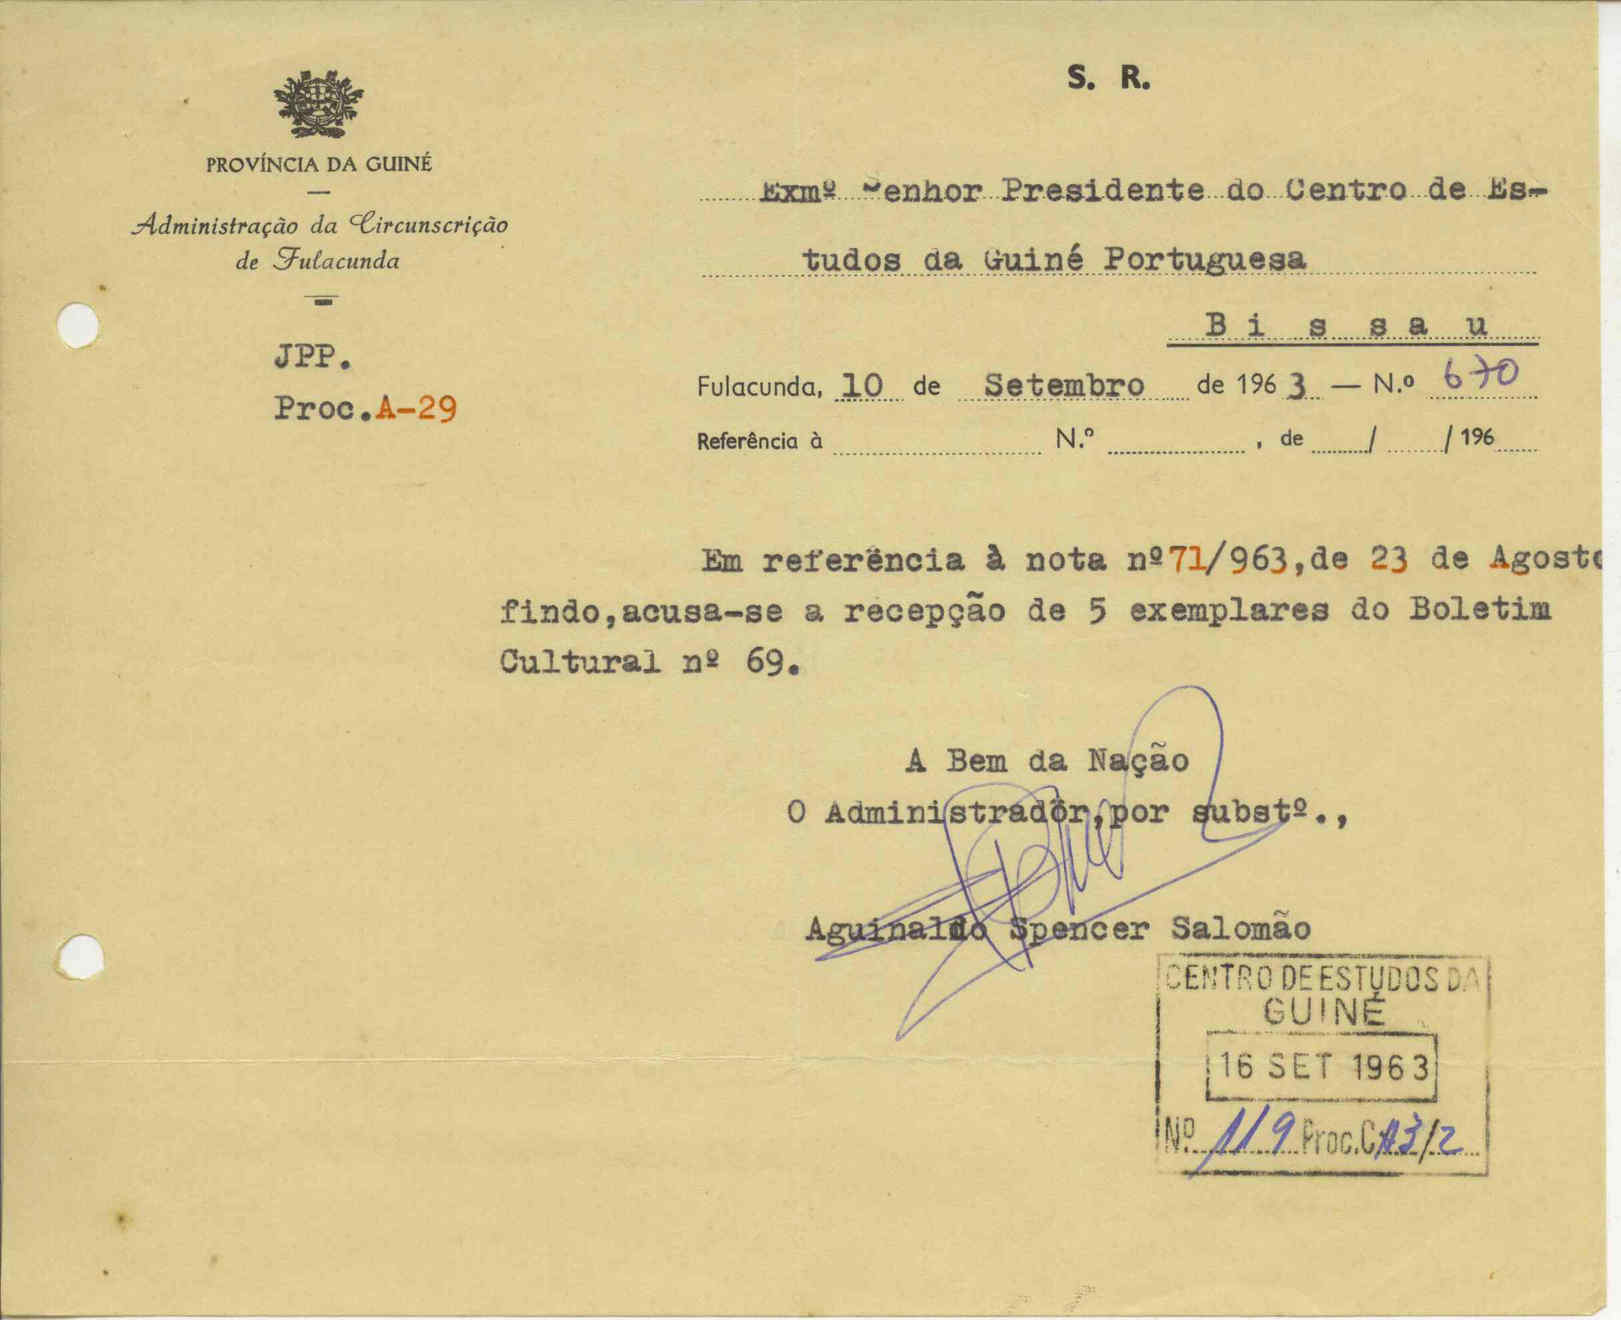 S. R.
PROVÍNCIA DA GUINÉ
Administração da Circunscrição
de Fulacunda
JPP.
Proc.A-29
Exmº Senhor Presidente do Centro de Es-
tudos da Guiné Portuguesa
B i s s a u
Fulacunda, 10 de Setembro de 1963 — N.º 670
Referência à N.º , de / /196
Em referência à nota nº71/963,de 23 de Agosto
findo,acusa-se a recepção de 5 exemplares do Boletim
Cultural nº 69.
A Bem da Nação
O Administrador,por substº.,
Aguinaldo Spencer Salomão
CENTRO DE ESTUDOS DA
GUINÉ
16 SET 1963
Nº 119 Proc.C